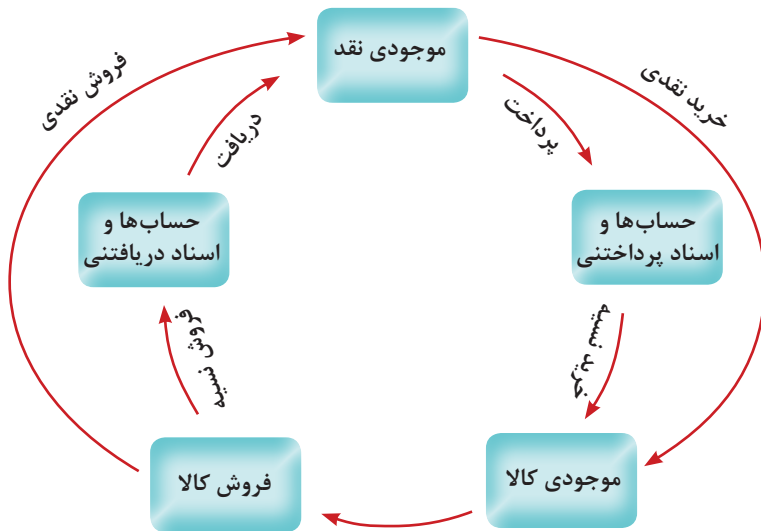 موجودی نقد
خرید نقدی
پرداخت
حساب‌ها و
اسناد پرداختنی
خرید نسیه
موجودی کالا
فروش کالا
فروش نسیه
حساب‌ها و
اسناد دریافتنی
دریافت
فروش نقدی